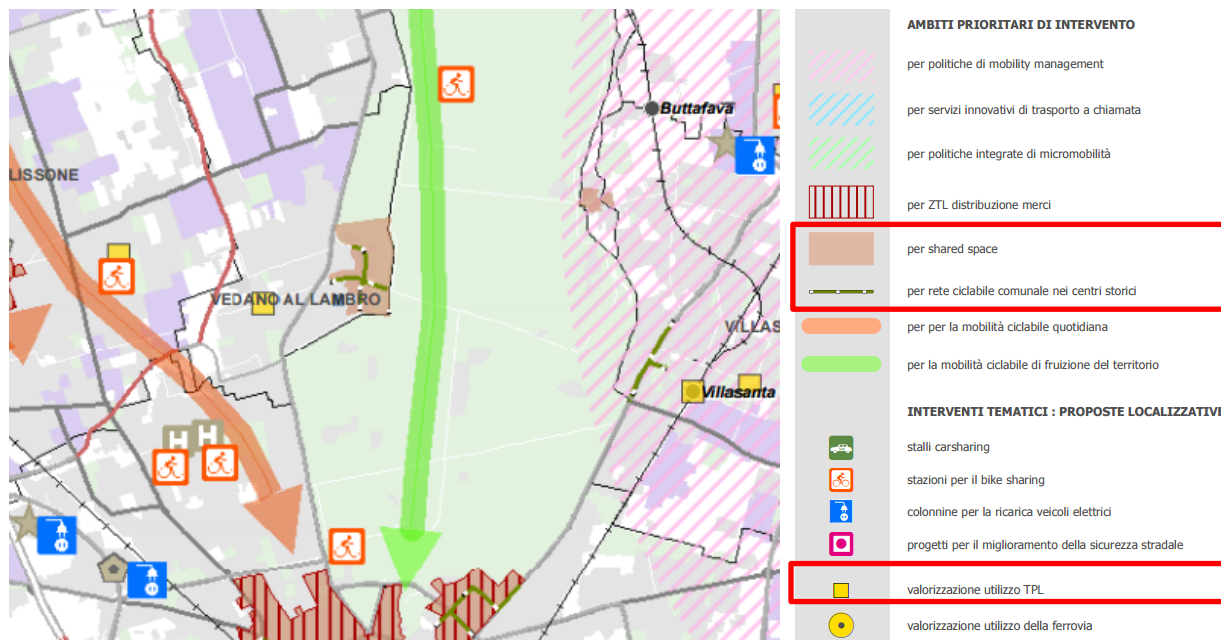 Buttafava
LISSONE
VEDANO AL LAMBRO
VILLAS
Villasanta
H
H
AMBITI PRIORITARI DI INTERVENTO
per politiche di mobility management
per servizi innovativi di trasporto a chiamata
per politiche integrate di micromobilità
per ZTL distribuzione merci
per shared space
per rete ciclabile comunale nei centri storici
per per la mobilità ciclabile quotidiana
per la mobilità ciclabile di fruizione del territorio
INTERVENTI TEMATICI : PROPOSTE LOCALIZZATIVE
stalli carsharing
stazioni per il bike sharing
colonnine per la ricarica veicoli elettrici
progetti per il miglioramento della sicurezza stradale
valorizzazione utilizzo TPL
valorizzazione utilizzo della ferrovia